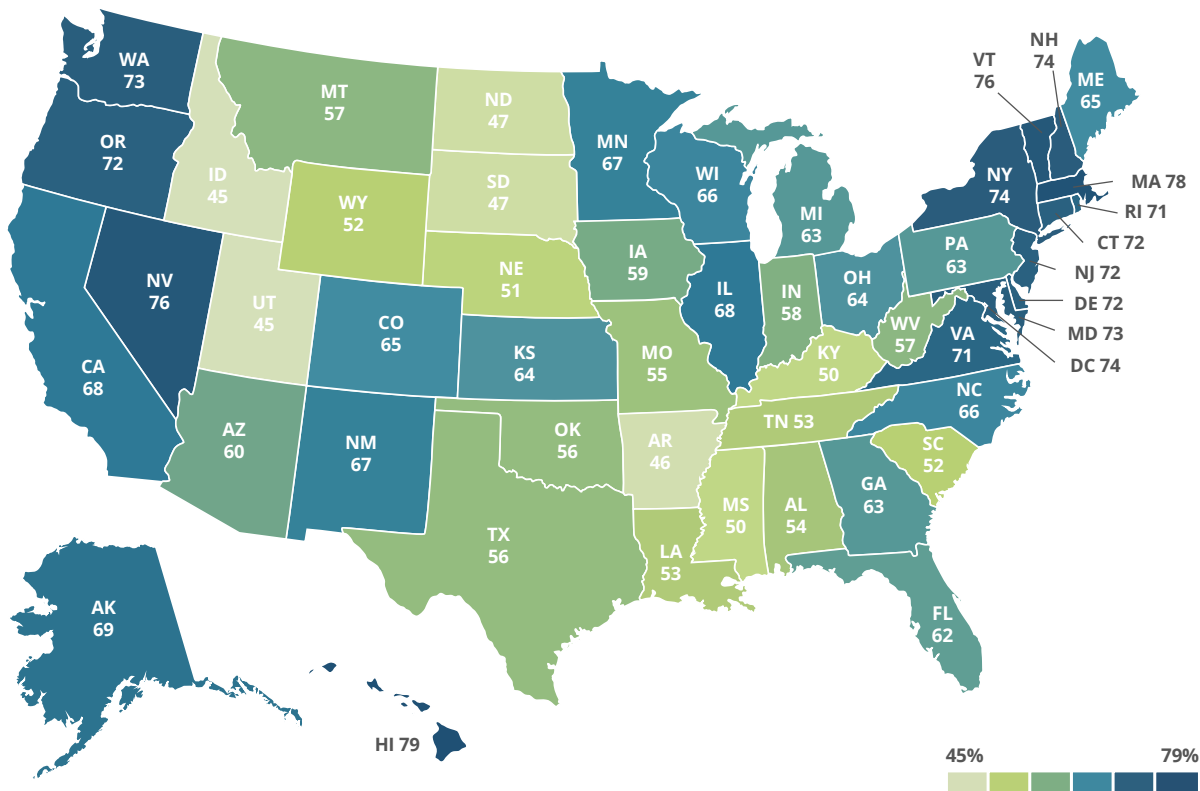 WA
73
OR
72
CA
68
NV
76
ID
45
MT
57
WY
52
UT
45
CO
65
AZ
60
NM
67
ND
47
SD
47
NE
51
KS
64
OK
56
TX
56
MN
67
IA
59
MO
55
AR
46
LA
53
WI
66
IL
68
MI
63
IN
58
OH
64
KY
50
TN 53
MS
50
AL
54
GA
63
FL
62
SC
52
NC
66
VA
71
WV
57
PA
63
NY
74
VT
76
NH
74
ME
65
MA 78
RI 71
CT 72
NJ 72
DE 72
MD 73
DC 74
AK
69
HI 79
45%
79%